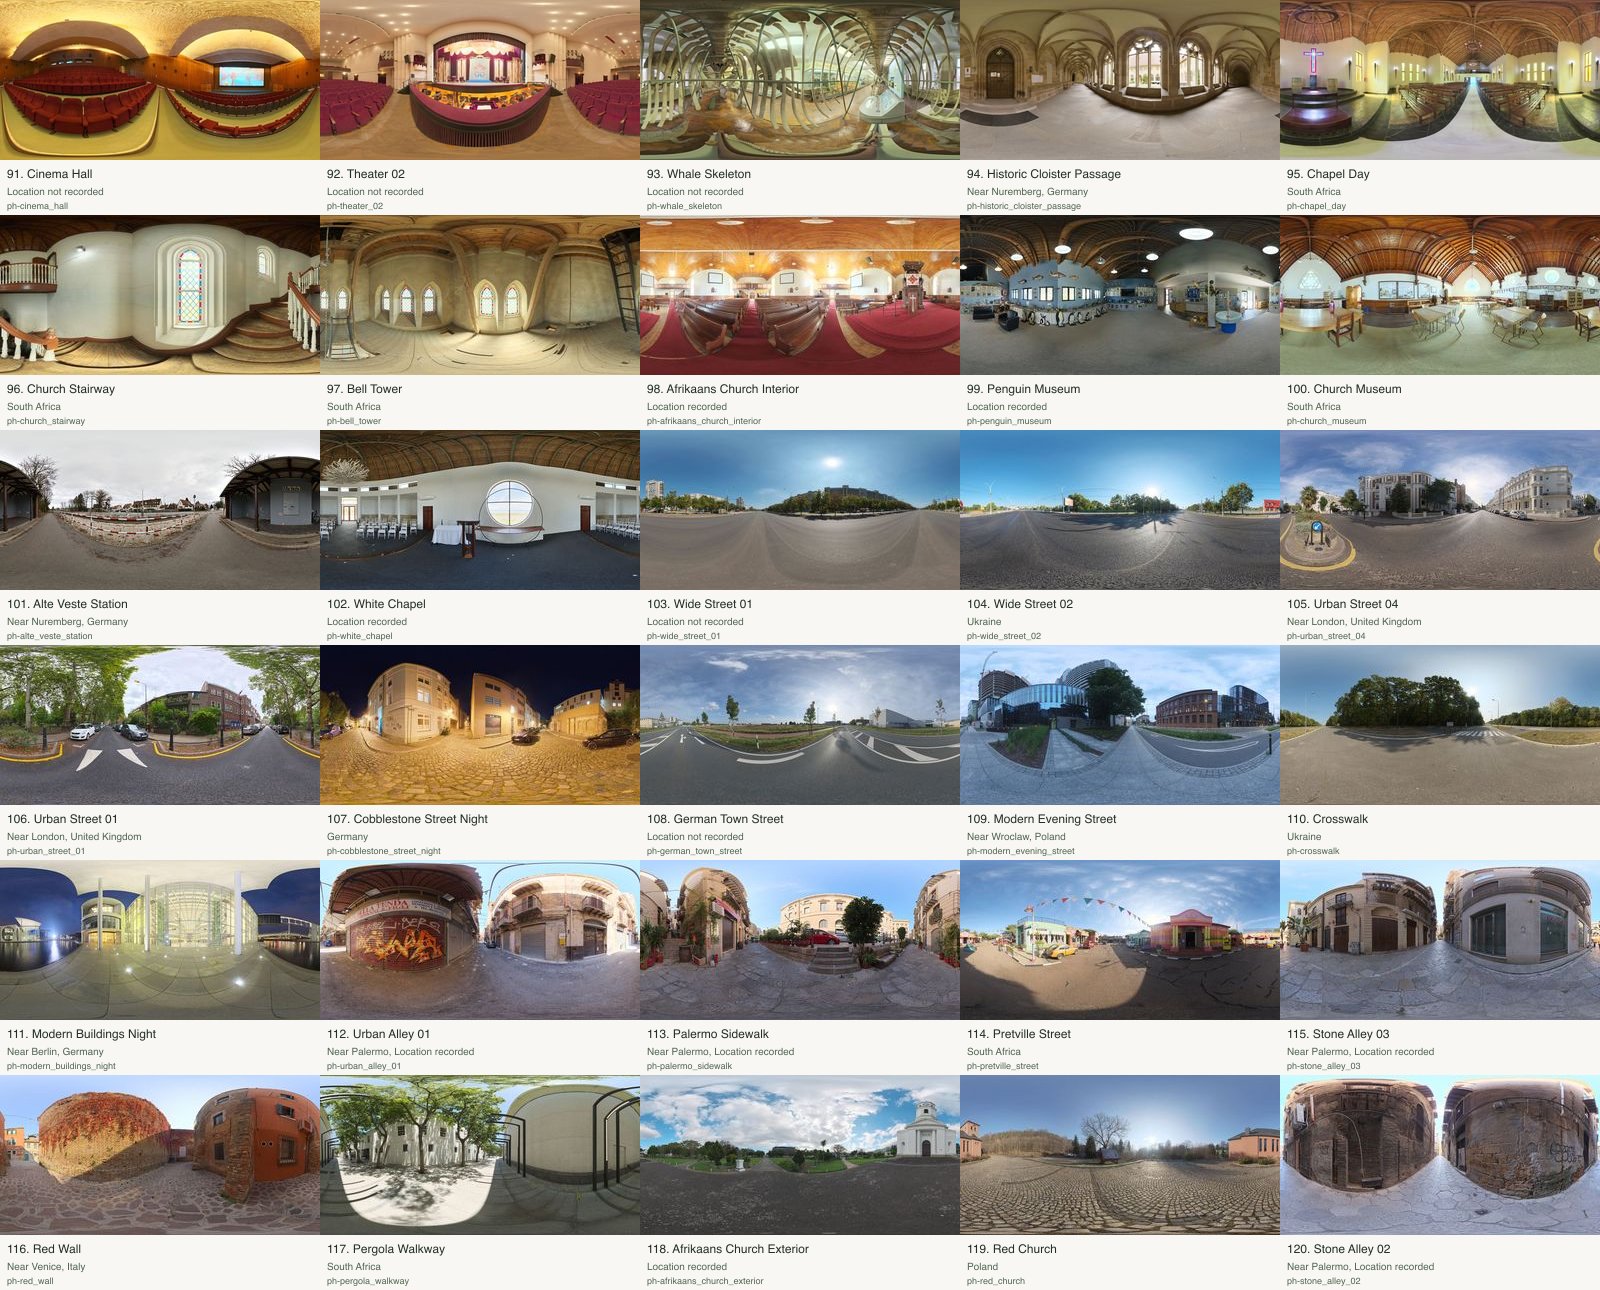 91. Cinema Hall
Location not recorded
ph-cinema_hall
92. Theater 02
Location not recorded
ph-theater_02
93. Whale Skeleton
Location not recorded
ph-whale_skeleton
94. Historic Cloister Passage
Near Nuremberg, Germany
ph-historic_cloister_passage
95. Chapel Day
South Africa
ph-chapel_day
96. Church Stairway
South Africa
ph-church_stairway
97. Bell Tower
South Africa
ph-bell_tower
98. Afrikaans Church Interior
Location recorded
ph-afrikaans_church_interior
99. Penguin Museum
Location recorded
ph-penguin_museum
100. Church Museum
South Africa
ph-church_museum
101. Alte Veste Station
Near Nuremberg, Germany
ph-alte_veste_station
102. White Chapel
Location recorded
ph-white_chapel
103. Wide Street 01
Location not recorded
ph-wide_street_01
104. Wide Street 02
Ukraine
ph-wide_street_02
105. Urban Street 04
Near London, United Kingdom
ph-urban_street_04
106. Urban Street 01
Near London, United Kingdom
ph-urban_street_01
107. Cobblestone Street Night
Germany
ph-cobblestone_street_night
108. German Town Street
Location not recorded
ph-german_town_street
109. Modern Evening Street
Near Wroclaw, Poland
ph-modern_evening_street
110. Crosswalk
Ukraine
ph-crosswalk
111. Modern Buildings Night
Near Berlin, Germany
ph-modern_buildings_night
112. Urban Alley 01
Near Palermo, Location recorded
ph-urban_alley_01
113. Palermo Sidewalk
Near Palermo, Location recorded
ph-palermo_sidewalk
114. Pretville Street
South Africa
ph-pretville_street
115. Stone Alley 03
Near Palermo, Location recorded
ph-stone_alley_03
116. Red Wall
Near Venice, Italy
ph-red_wall
117. Pergola Walkway
South Africa
ph-pergola_walkway
118. Afrikaans Church Exterior
Location recorded
ph-afrikaans_church_exterior
119. Red Church
Poland
ph-red_church
120. Stone Alley 02
Near Palermo, Location recorded
ph-stone_alley_02